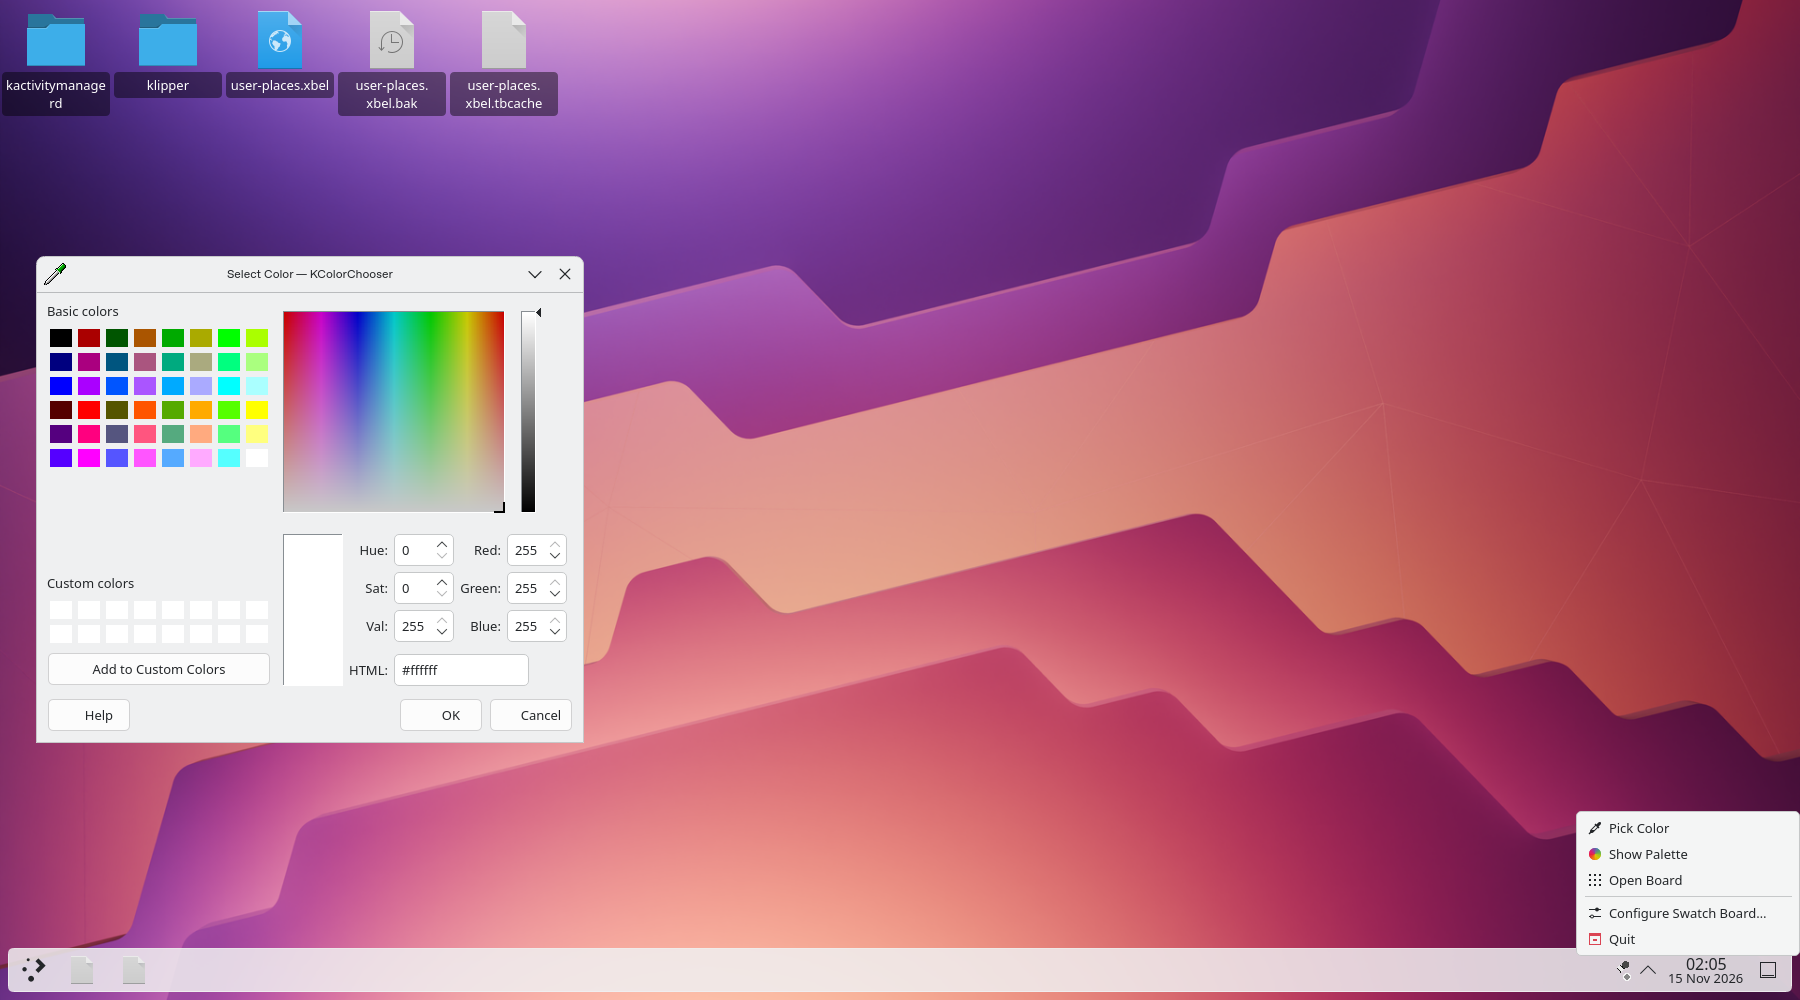 kactivitymanage
rd
klipper
user-places.xbel
user-places.
xbel.bak
user-places.
xbel.tbcache
Select Color — KColorChooser
Basic colors
Custom colors
Add to Custom Colors
Hue: 0
Red: 255
Sat: 0
Green: 255
Val: 255
Blue: 255
HTML: #ffffff
Help
OK
Cancel
Pick Color
Show Palette
Open Board
Configure Swatch Board...
Quit
02:05
15 Nov 2026